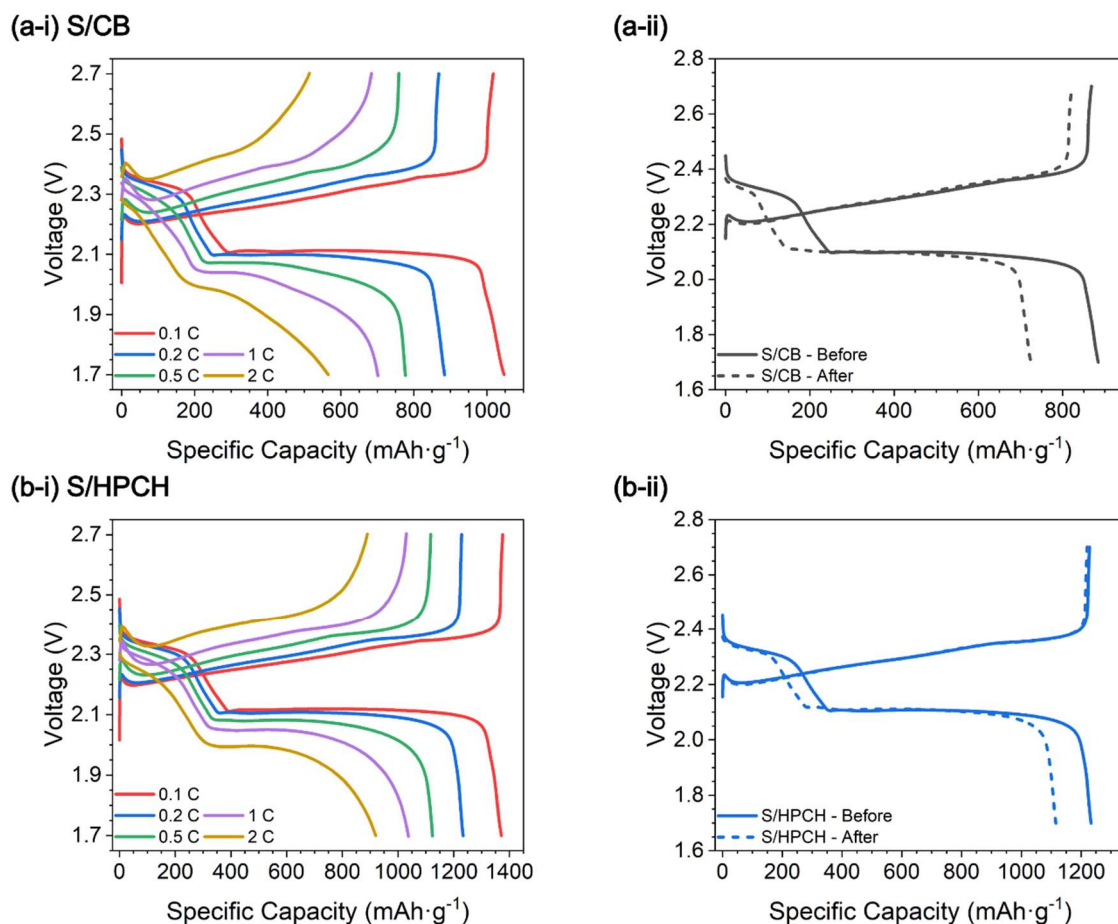 (a-i) S/CB
2.7
2.5
2.3
2.1
1.9
1.7
Voltage (V)
0.1 C
0.2 C
1 C
0.5 C
2 C
0 200 400 600 800 1000
Specific Capacity (mAh·g⁻¹)
(a-ii)
2.8
2.6
2.4
2.2
2.0
1.8
1.6
Voltage (V)
S/CB - Before
S/CB - After
0 200 400 600 800
Specific Capacity (mAh·g⁻¹)
(b-i) S/HPCH
2.7
2.5
2.3
2.1
1.9
1.7
Voltage (V)
0.1 C
0.2 C
1 C
0.5 C
2 C
0 200 400 600 800 1000 1200 1400
Specific Capacity (mAh·g⁻¹)
(b-ii)
2.8
2.6
2.4
2.2
2.0
1.8
1.6
Voltage (V)
S/HPCH - Before
S/HPCH - After
0 200 400 600 800 1000 1200
Specific Capacity (mAh·g⁻¹)